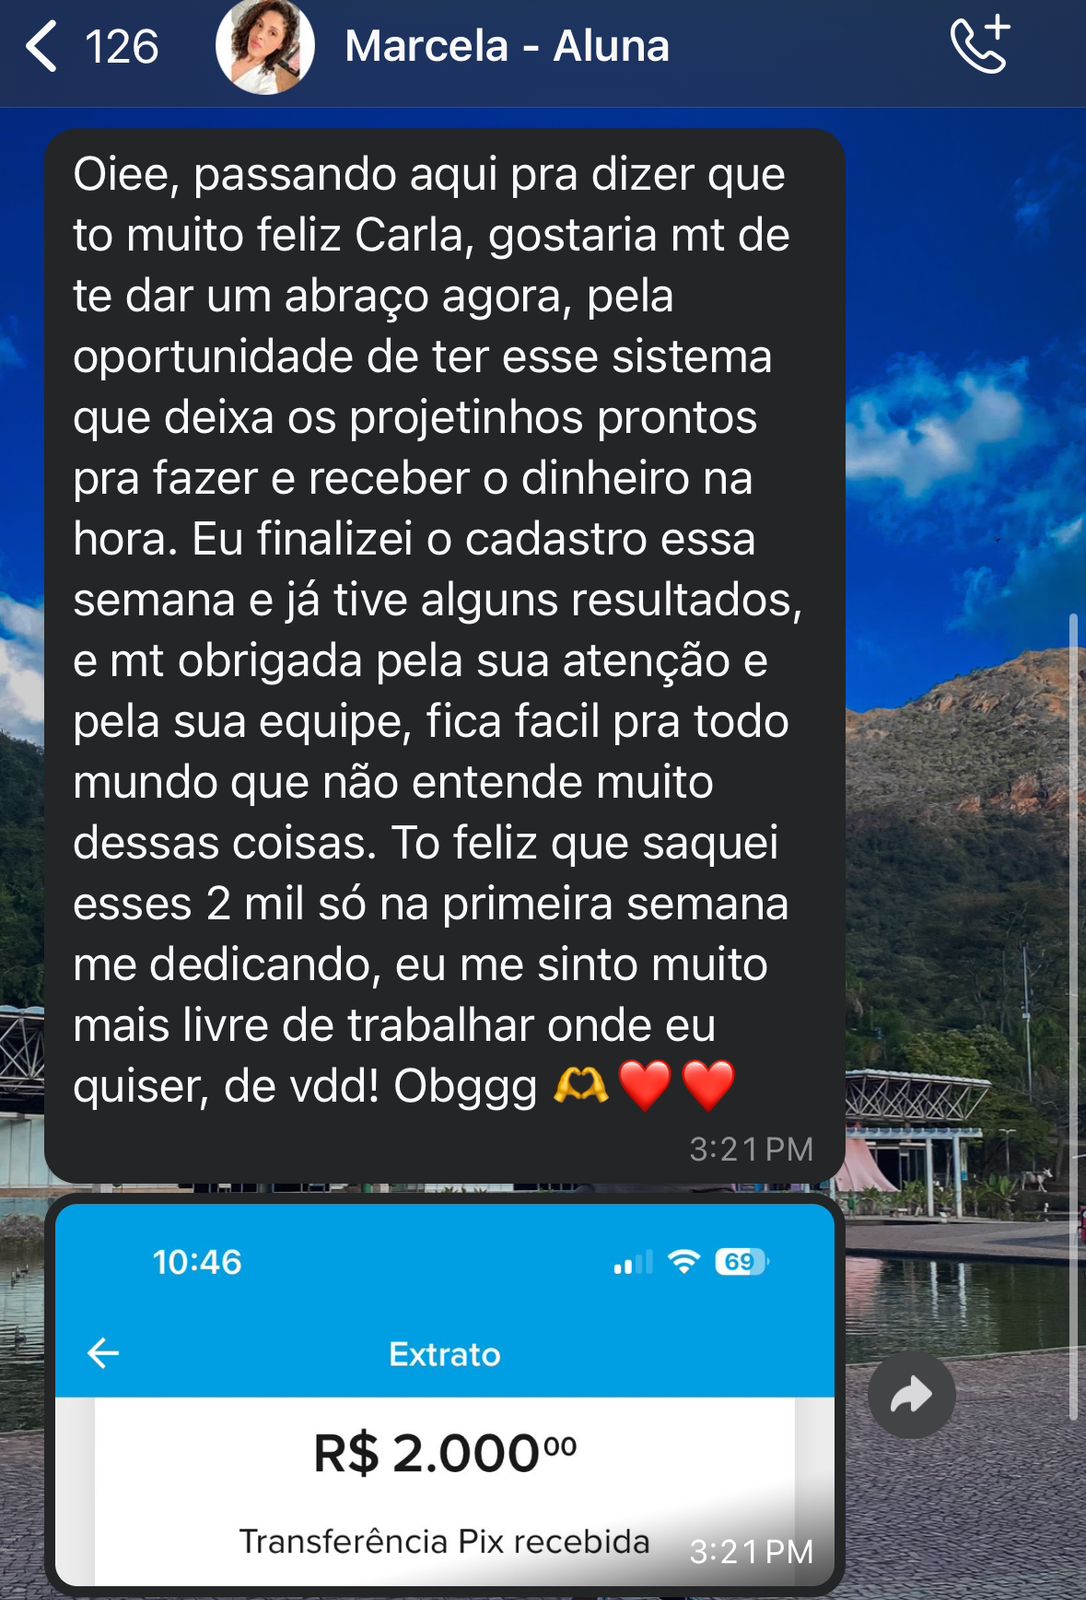 126
Marcela - Aluna
Oiee, passando aqui pra dizer que
to muito feliz Carla, gostaria mt de
te dar um abraço agora, pela
oportunidade de ter esse sistema
que deixa os projetinhos prontos
pra fazer e receber o dinheiro na
hora. Eu finalizei o cadastro essa
semana e já tive alguns resultados,
e mt obrigada pela sua atenção e
pela sua equipe, fica facil pra todo
mundo que não entende muito
dessas coisas. To feliz que saquei
esses 2 mil só na primeira semana
me dedicando, eu me sinto muito
mais livre de trabalhar onde eu
quiser, de vdd! Obggg 🫶❤️❤️
3:21 PM
10:46
69
Extrato
R$ 2.000⁰⁰
Transferência Pix recebida
3:21 PM